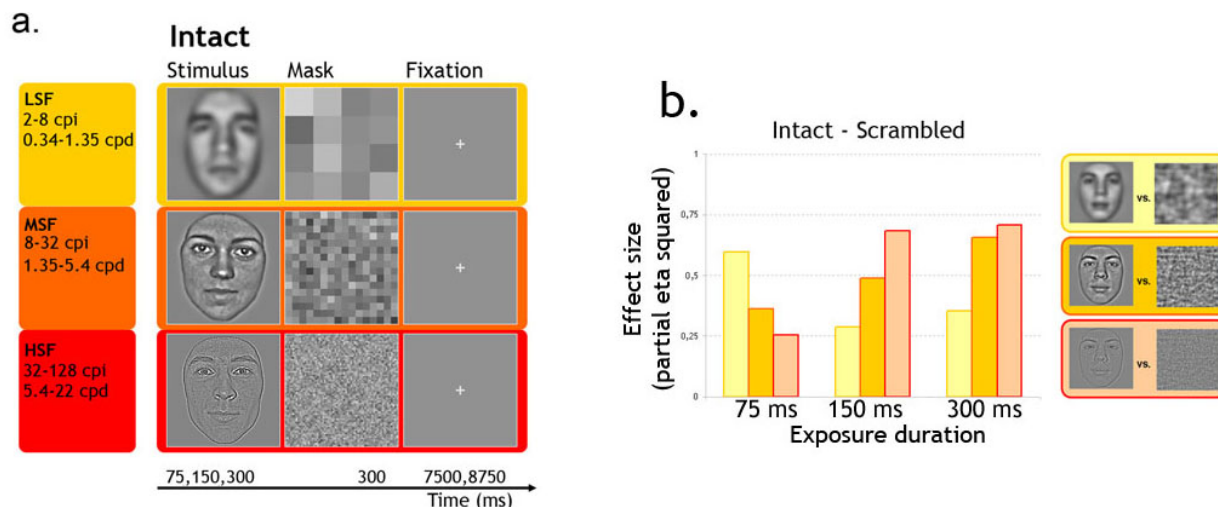 a.
Intact
Stimulus Mask Fixation
LSF
2-8 cpi
0.34-1.35 cpd
MSF
8-32 cpi
1.35-5.4 cpd
HSF
32-128 cpi
5.4-22 cpd
75,150,300 300 7500,8750
Time (ms)
b.
Intact - Scrambled
Effect size
(partial eta squared)
1
0,75
0,5
0,25
0
75 ms 150 ms 300 ms
Exposure duration
vs.
vs.
vs.